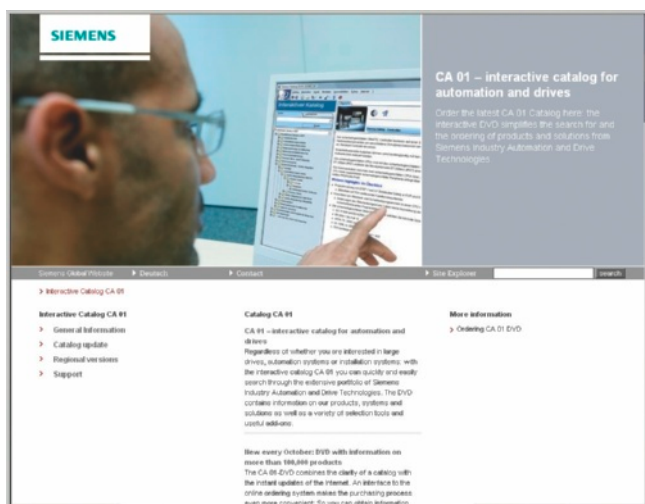 SIEMENS
CA 01 – interactive catalog for
automation and drives
Order the latest CA 01 Catalog here: the
interactive DVD simplifies the search for and
the ordering of products and solutions from
Siemens Industry Automation and Drive
Technologies
Siemens Global Website
Deutsch
Contact
Site Explorer
search
Interactive Catalog CA 01
Interactive Catalog CA 01
General Information
Catalog update
Regional versions
Support
Catalog CA 01
CA 01 – interactive catalog for automation and
drives
Regardless of whether you are interested in large
drives, automation systems or installation systems: with
the interactive catalog CA 01 you can quickly and easily
search through the extensive portfolio of Siemens
Industry Automation and Drive Technologies. The DVD
contains information on our products, systems and
solutions as well as a variety of selection tools and
useful add-ons.
New every October: DVD with information on
more than 100,000 products
The CA 01-DVD combines the clarity of a catalog with
the instant updates of the internet. An interface to the
online ordering system makes the purchasing process
even more convenient. So you can obtain information
More information
Ordering CA 01 DVD